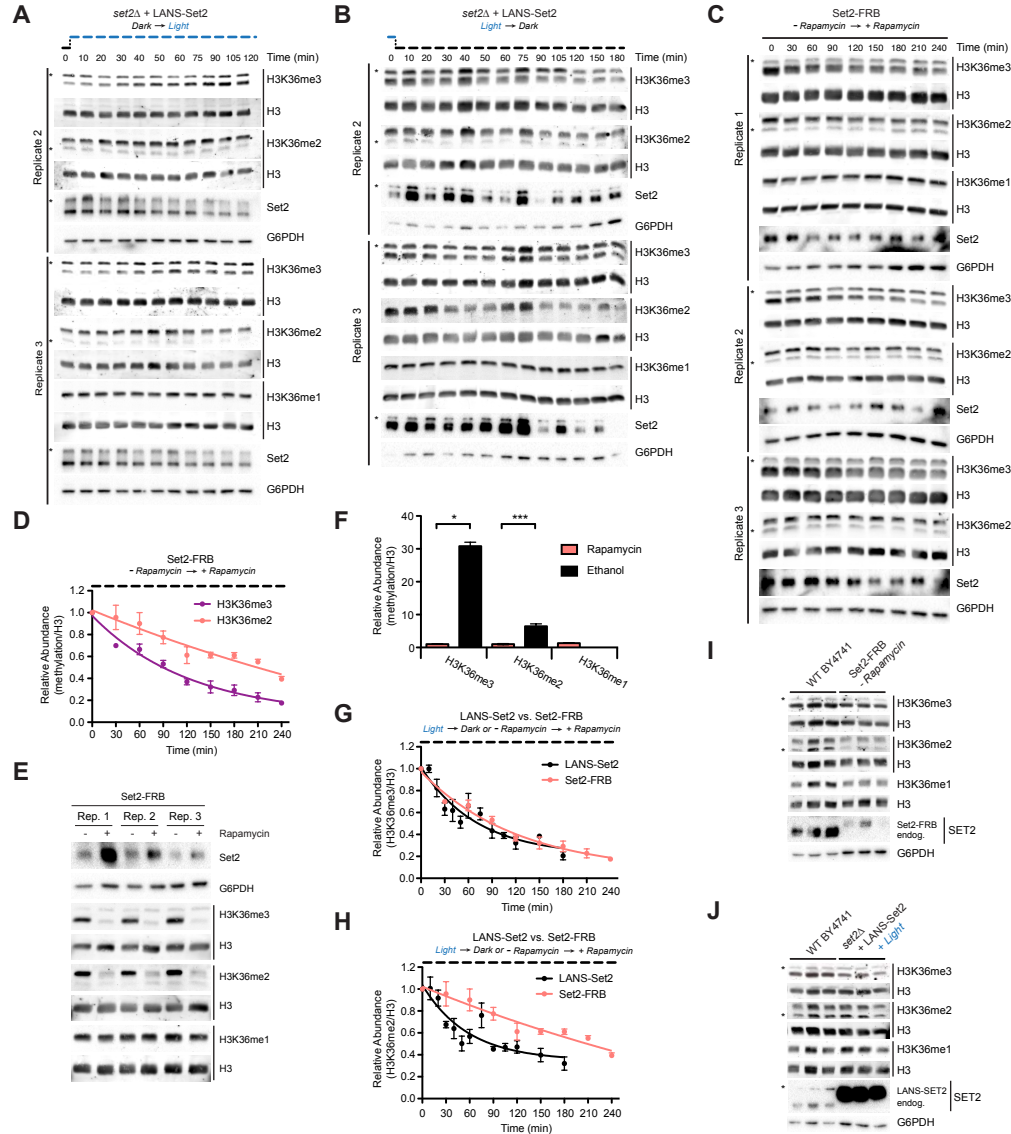 A
set2Δ + LANS-Set2
Dark → Light
0 10 20 30 40 50 60 75 90 105 120 Time (min)
Replicate 2
* H3K36me3
H3
H3K36me2
*
H3
* Set2
G6PDH
Replicate 3
* H3K36me3
H3
H3K36me2
*
H3
H3K36me1
H3
* Set2
G6PDH
B
set2Δ + LANS-Set2
Light → Dark
0 10 20 30 40 50 60 75 90 105 120 150 180 Time (min)
Replicate 2
* H3K36me3
H3
H3K36me2
*
H3
* Set2
G6PDH
Replicate 3
* H3K36me3
H3
H3K36me2
H3
H3K36me1
H3
* Set2
G6PDH
C
Set2-FRB
- Rapamycin → + Rapamycin
0 30 60 90 120 150 180 210 240 Time (min)
Replicate 1
* H3K36me3
H3
H3K36me2
*
H3
H3K36me1
H3
Set2
G6PDH
Replicate 2
* H3K36me3
H3
H3K36me2
*
H3
Set2
G6PDH
Replicate 3
* H3K36me3
H3
H3K36me2
*
H3
Set2
G6PDH
D
Set2-FRB
- Rapamycin → + Rapamycin
Relative Abundance
(methylation/H3)
1.2
1.0
0.8
0.6
0.4
0.2
0
H3K36me3
H3K36me2
0 30 60 90 120 150 180 210 240
Time (min)
E
Set2-FRB
Rep. 1 Rep. 2 Rep. 3
- + - + - + Rapamycin
Set2
G6PDH
H3K36me3
H3
H3K36me2
H3
H3K36me1
H3
F
Relative Abundance
(methylation/H3)
40
30
20
10
0
* ***
Rapamycin
Ethanol
H3K36me3 H3K36me2 H3K36me1
G
LANS-Set2 vs. Set2-FRB
Light → Dark or - Rapamycin → + Rapamycin
Relative Abundance
(H3K36me3/H3)
1.2
1.0
0.8
0.6
0.4
0.2
0
LANS-Set2
Set2-FRB
0 30 60 90 120 150 180 210 240
Time (min)
H
LANS-Set2 vs. Set2-FRB
Light → Dark or - Rapamycin → + Rapamycin
Relative Abundance
(H3K36me2/H3)
1.2
1.0
0.8
0.6
0.4
0.2
0
LANS-Set2
Set2-FRB
0 30 60 90 120 150 180 210 240
Time (min)
I
WT BY4741
Set2-FRB
- Rapamycin
* H3K36me3
H3
H3K36me2
*
H3
H3K36me1
H3
Set2-FRB
endog.
SET2
G6PDH
J
WT BY4741
set2Δ
+ LANS-Set2
+ Light
* H3K36me3
H3
H3K36me2
*
H3
H3K36me1
H3
* LANS-SET2
endog.
SET2
G6PDH